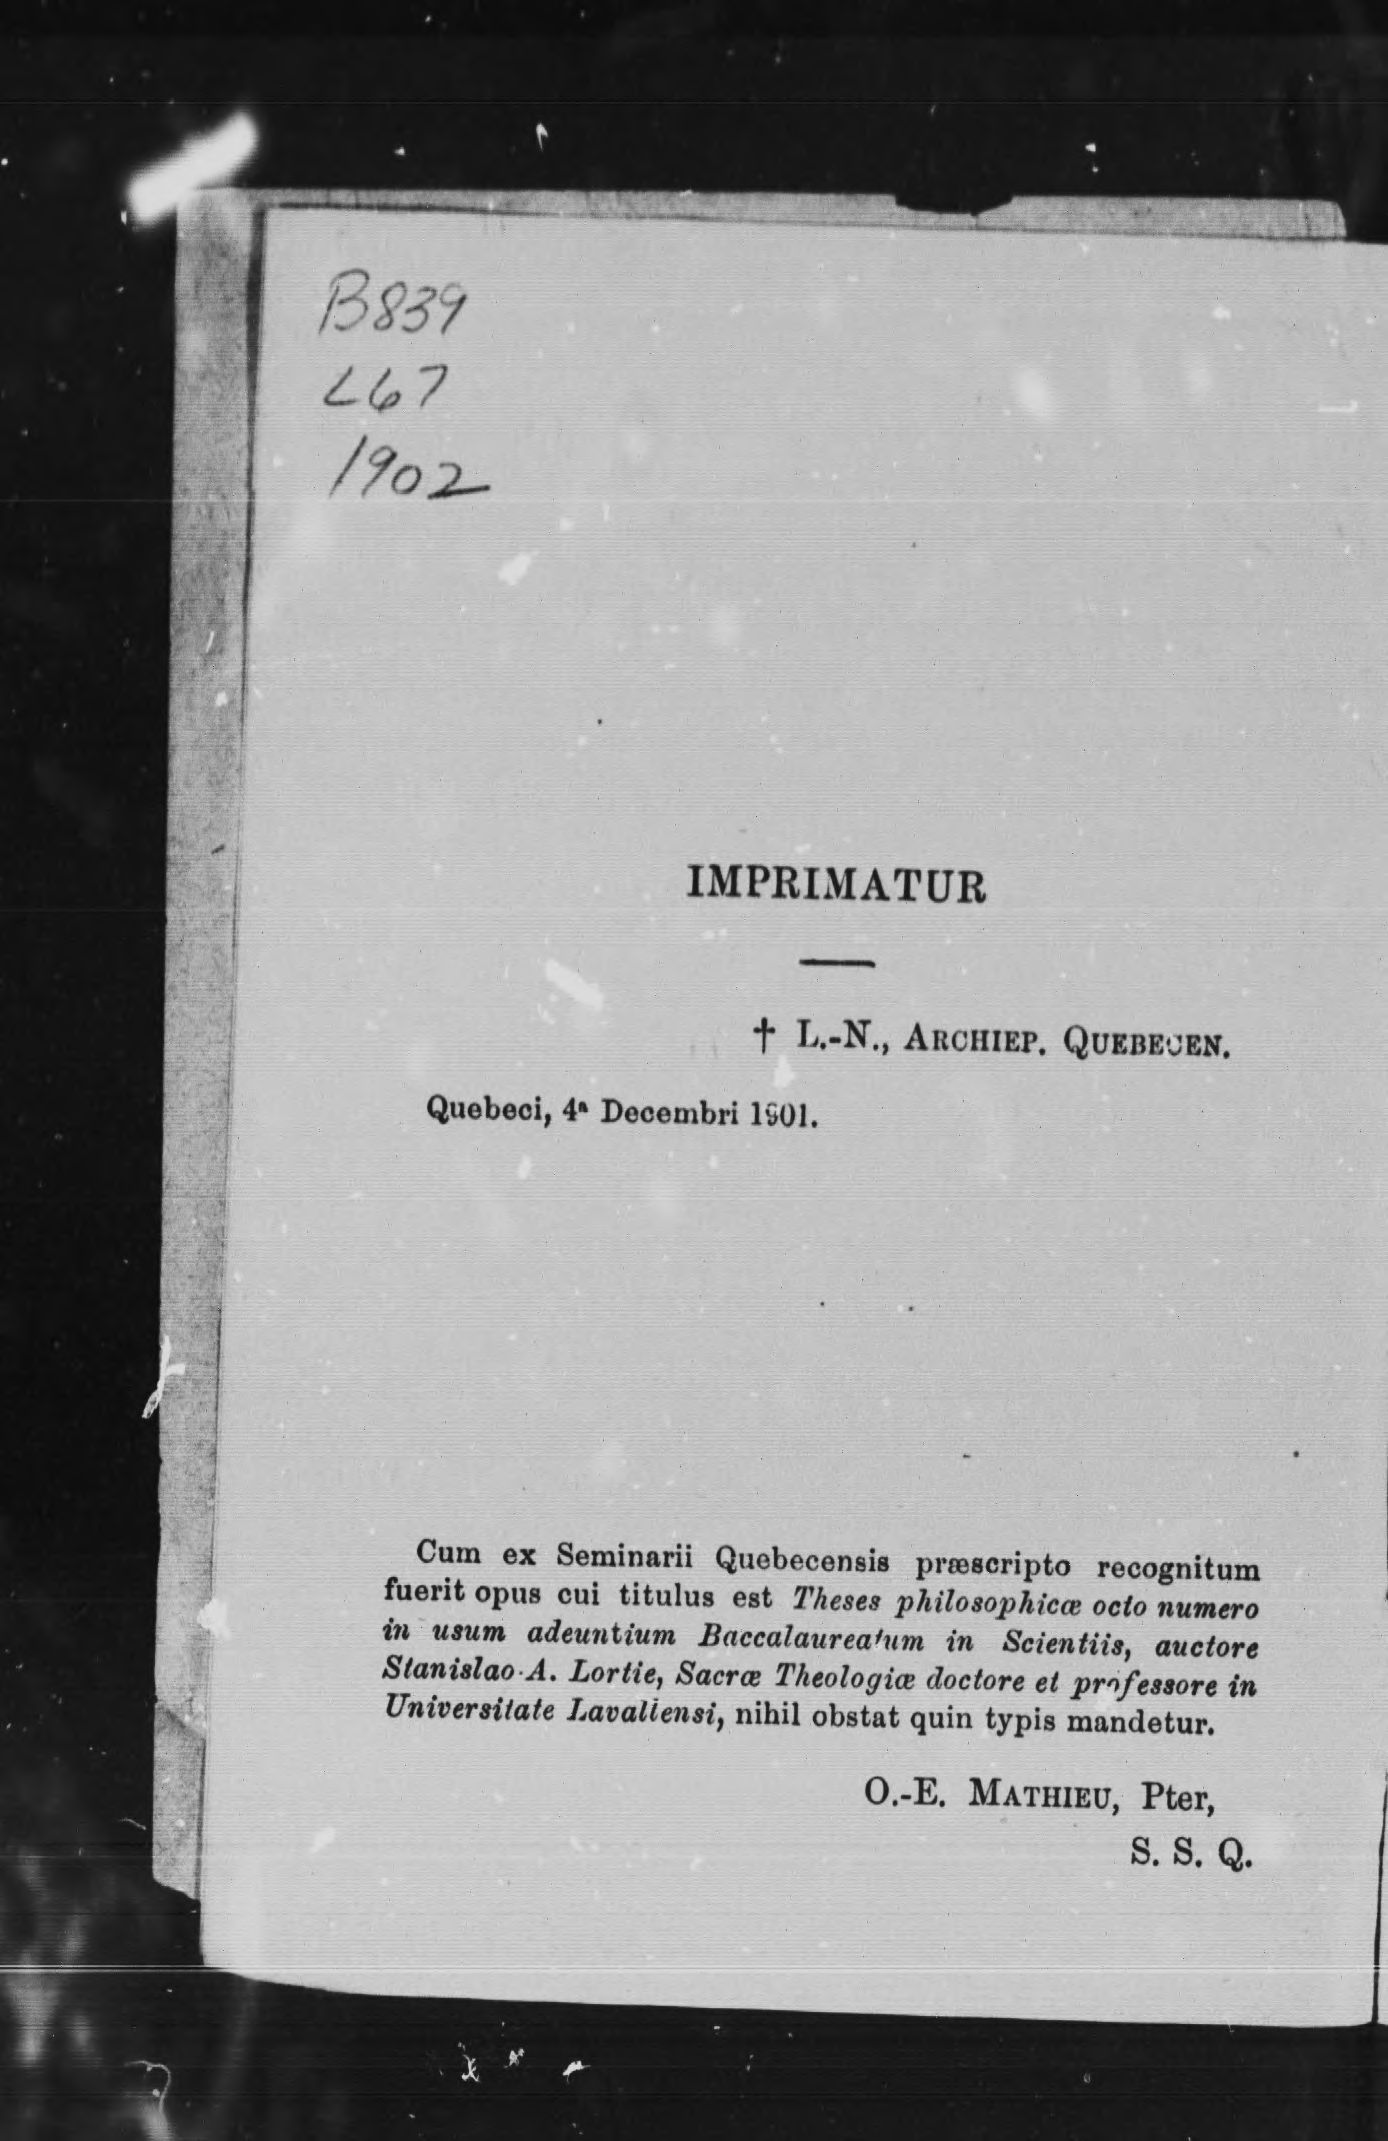 B839
L67
1902
IMPRIMATUR
† L.-N., ARCHIEP. QUEBECEN.
Quebeci, 4ª Decembri 1901.
Cum ex Seminarii Quebecensis præscripto recognitum
fuerit opus cui titulus est Theses philosophicæ octo numero
in usum adeuntium Baccalaureatum in Scientiis, auctore
Stanislao-A. Lortie, Sacræ Theologiæ doctore et professore in
Universitate Lavallensi, nihil obstat quin typis mandetur.
O.-E. MATHIEU, Pter,
S. S. Q.